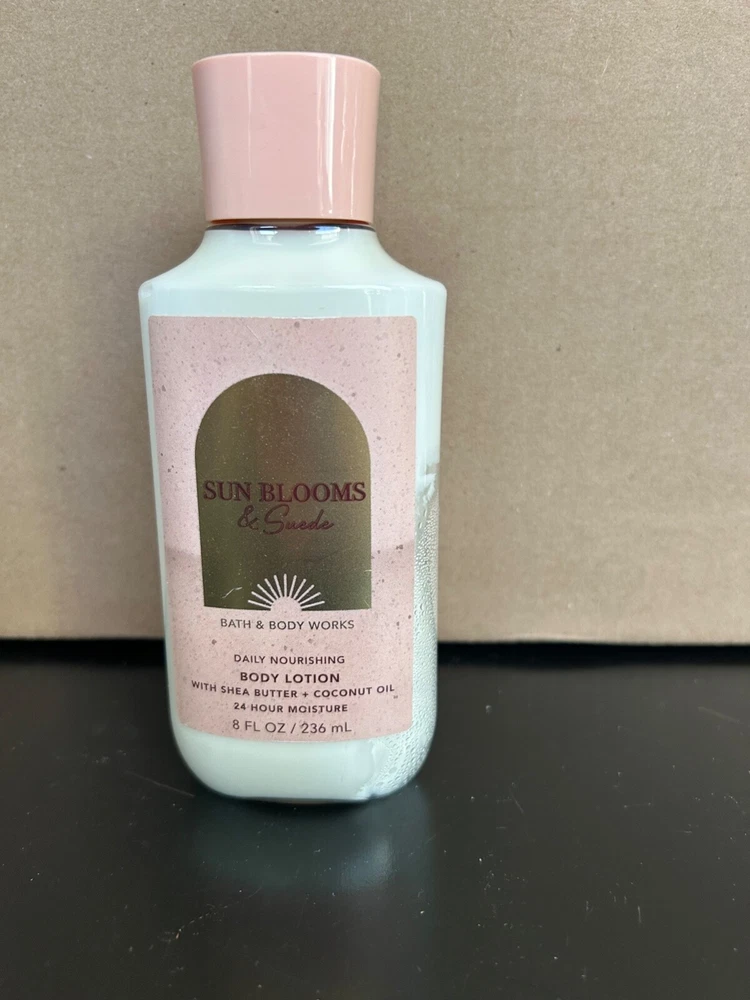 SUN BLOOMS
& Suede
BATH & BODY WORKS
DAILY NOURISHING
BODY LOTION
WITH SHEA BUTTER + COCONUT OIL
24 HOUR MOISTURE
8 FL OZ / 236 mL